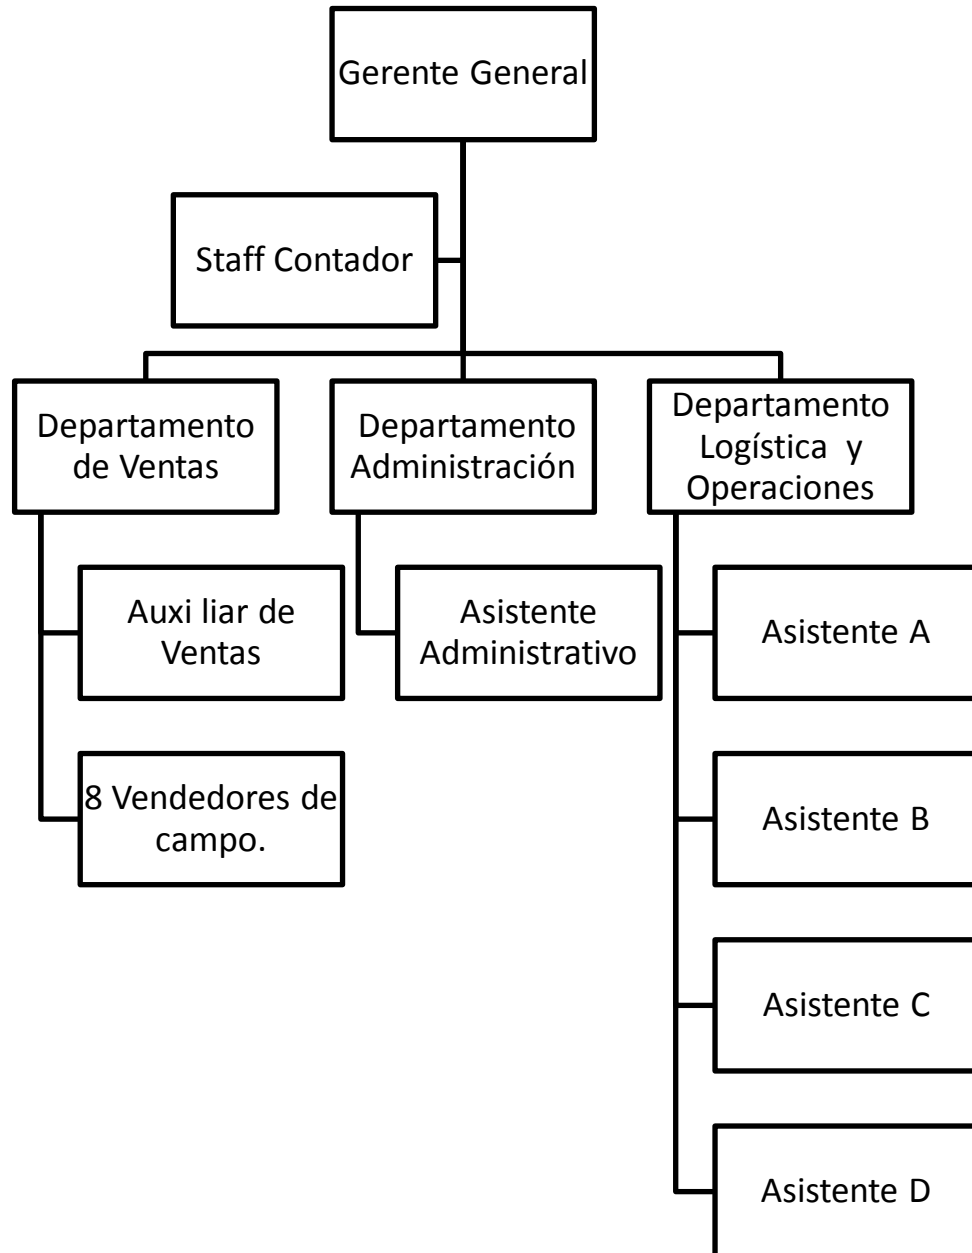 Gerente General
Staff Contador
Departamento
de Ventas
Departamento
Administración
Departamento
Logística y
Operaciones
Auxi liar de
Ventas
Asistente
Administrativo
Asistente A
8 Vendedores de
campo.
Asistente B
Asistente C
Asistente D